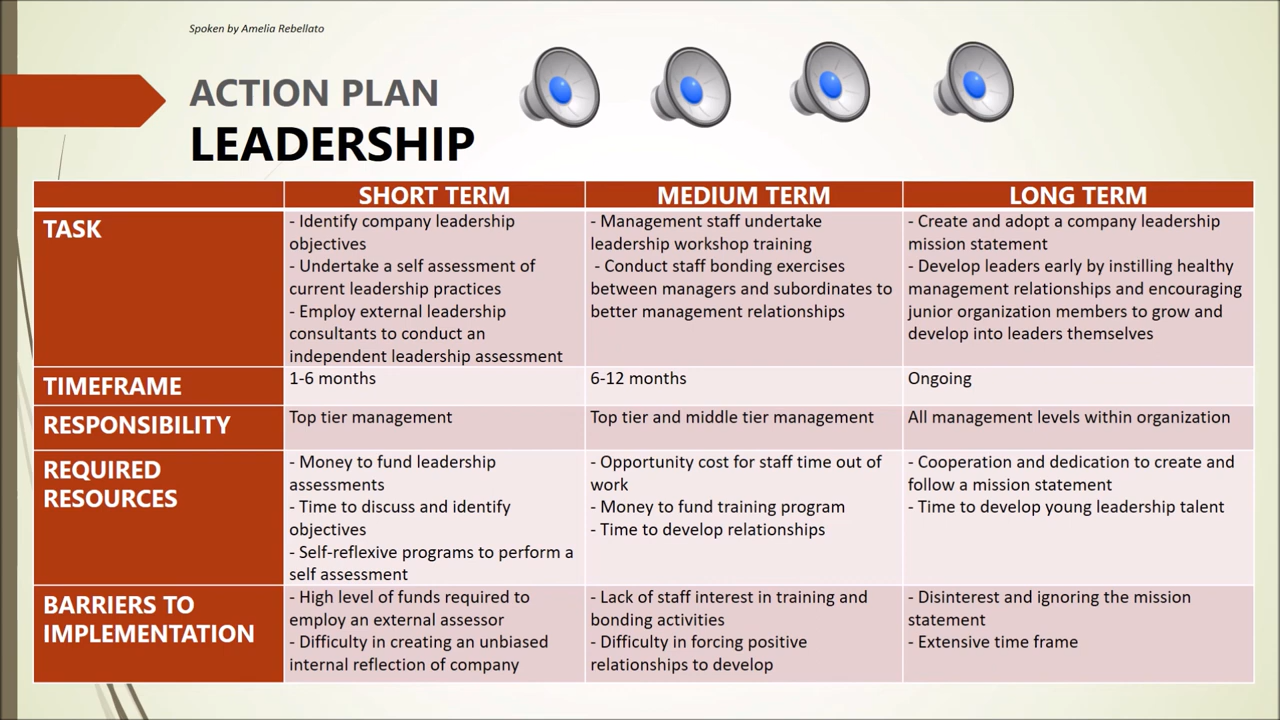 Spoken by Amelia Rebellato
ACTION PLAN
LEADERSHIP
SHORT TERM
MEDIUM TERM
LONG TERM
TASK
- Identify company leadership
objectives
- Undertake a self assessment of
current leadership practices
- Employ external leadership
consultants to conduct an
independent leadership assessment
- Management staff undertake
leadership workshop training
- Conduct staff bonding exercises
between managers and subordinates to
better management relationships
- Create and adopt a company leadership
mission statement
- Develop leaders early by instilling healthy
management relationships and encouraging
junior organization members to grow and
develop into leaders themselves
TIMEFRAME
1-6 months
6-12 months
Ongoing
RESPONSIBILITY
Top tier management
Top tier and middle tier management
All management levels within organization
REQUIRED
RESOURCES
- Money to fund leadership
assessments
- Time to discuss and identify
objectives
- Self-reflexive programs to perform a
self assessment
- Opportunity cost for staff time out of
work
- Money to fund training program
- Time to develop relationships
- Cooperation and dedication to create and
follow a mission statement
- Time to develop young leadership talent
BARRIERS TO
IMPLEMENTATION
- High level of funds required to
employ an external assessor
- Difficulty in creating an unbiased
internal reflection of company
- Lack of staff interest in training and
bonding activities
- Difficulty in forcing positive
relationships to develop
- Disinterest and ignoring the mission
statement
- Extensive time frame